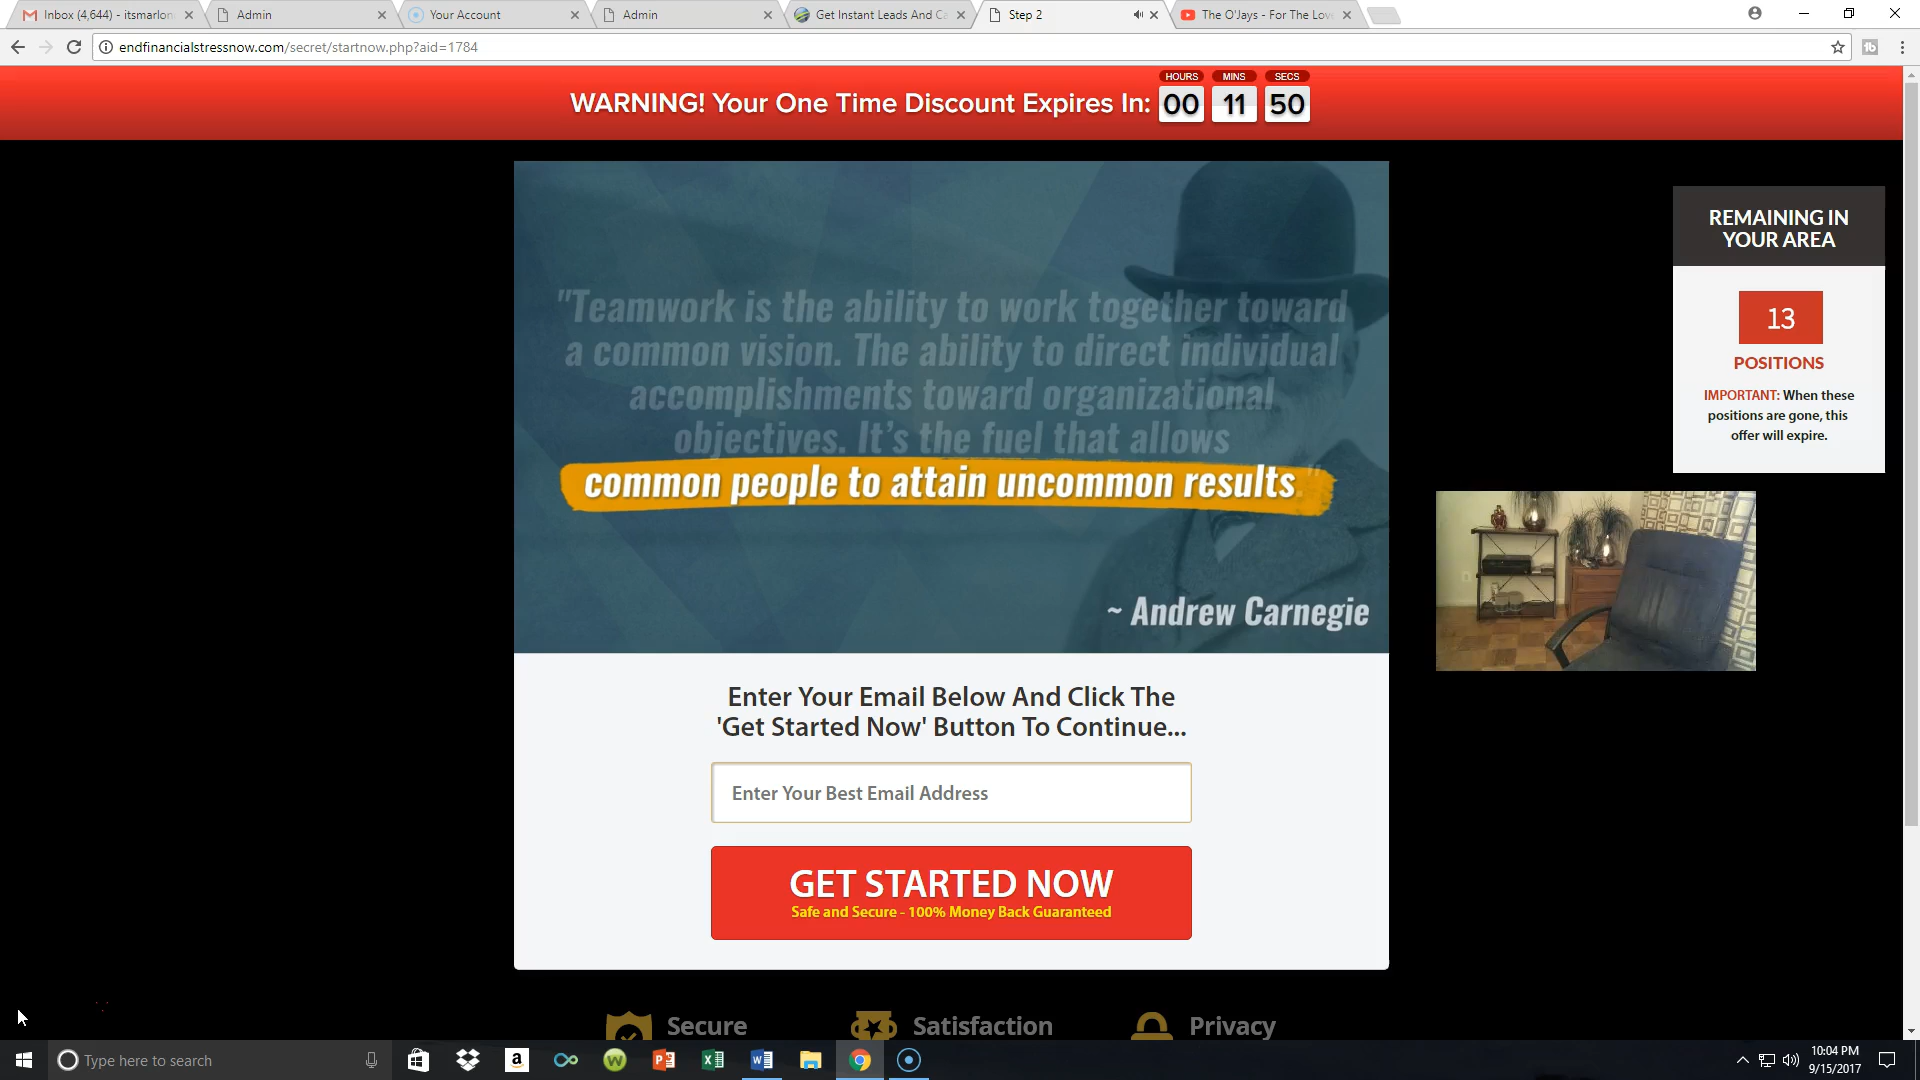 Inbox (4,644) - itsmarlon
Admin
Your Account
Admin
Get Instant Leads And Ca
Step 2
The O'Jays - For The Lov
endfinancialstressnow.com/secret/startnow.php?aid=1784
WARNING! Your One Time Discount Expires In:
HOURS MINS SECS
00 11 50
"Teamwork is the ability to work together toward
a common vision. The ability to direct individual
accomplishments toward organizational
objectives. It's the fuel that allows
common people to attain uncommon results."
~ Andrew Carnegie
REMAINING IN
YOUR AREA
13
POSITIONS
IMPORTANT: When these
positions are gone, this
offer will expire.
Enter Your Email Below And Click The
'Get Started Now' Button To Continue...
Enter Your Best Email Address
GET STARTED NOW
Safe and Secure - 100% Money Back Guaranteed
Secure
Satisfaction
Privacy
Type here to search
10:04 PM
9/15/2017